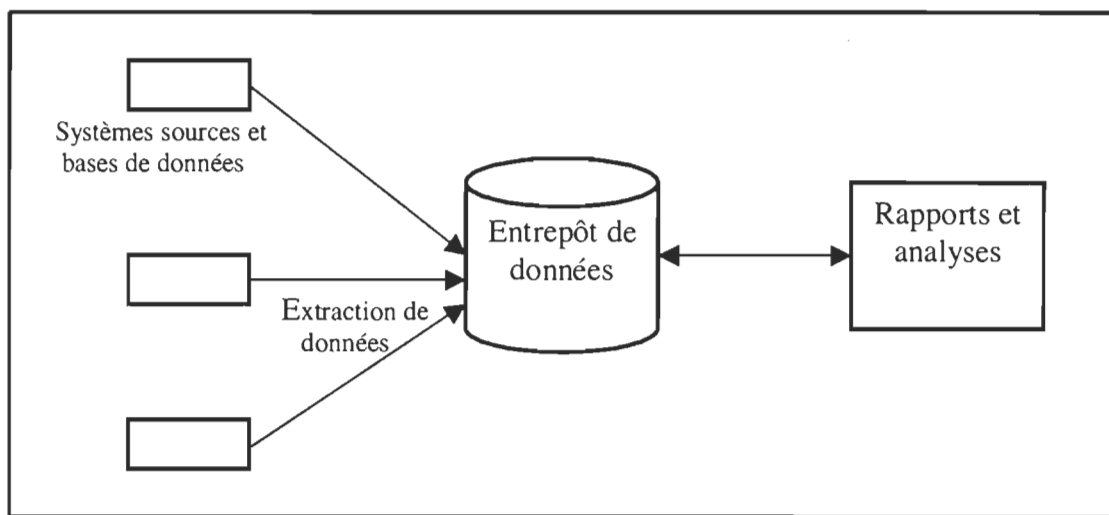 Systèmes sources et
bases de données
Extraction de
données
Entrepôt de
données
Rapports et
analyses